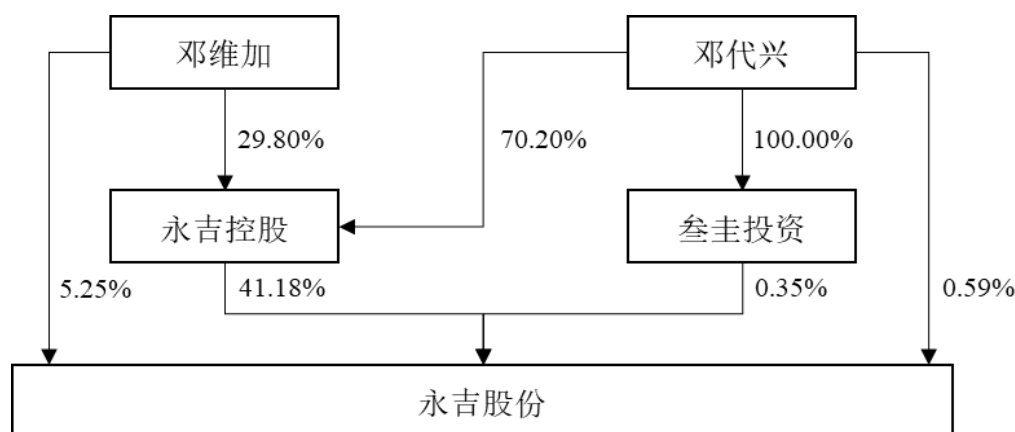 邓维加
邓代兴
29.80%
70.20%
100.00%
永吉控股
叁圭投资
5.25%
41.18%
0.35%
0.59%
永吉股份